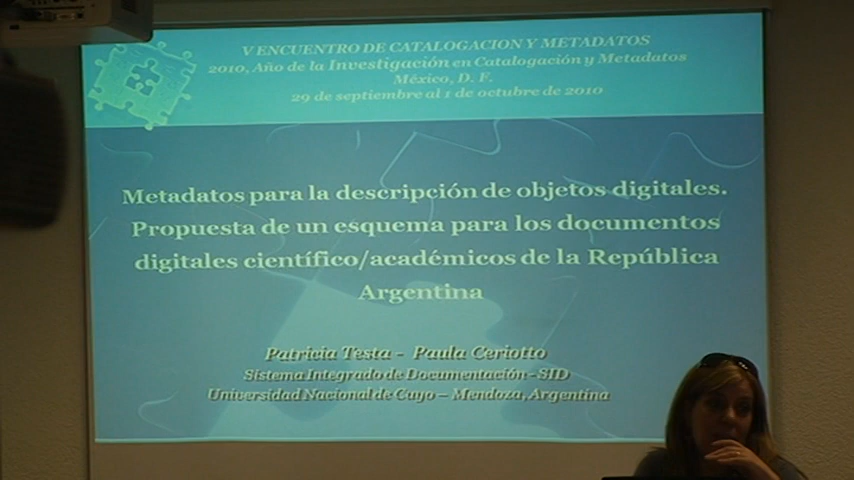 V ENCUENTRO DE CATALOGACION Y METADATOS
2010, Año de la Investigación en Catalogación y Metadatos
México, D. F.
29 de septiembre al 1 de octubre de 2010
Metadatos para la descripción de objetos digitales.
Propuesta de un esquema para los documentos
digitales científico/académicos de la República
Argentina
Patricia Testa - Paula Ceriotto
Sistema Integrado de Documentación - SID
Universidad Nacional de Cuyo – Mendoza, Argentina